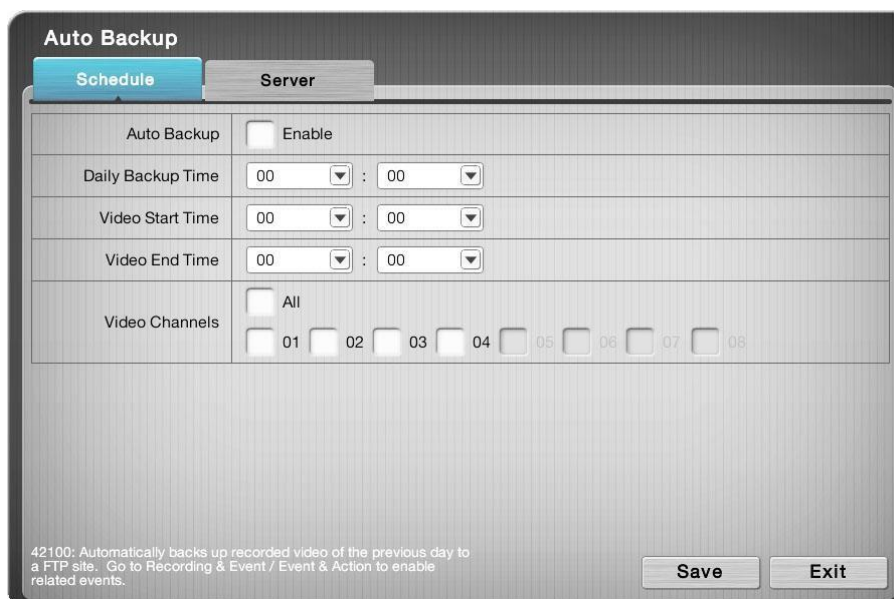 Auto Backup
Schedule Server
Auto Backup Enable
Daily Backup Time 00 : 00
Video Start Time 00 : 00
Video End Time 00 : 00
Video Channels All
01 02 03 04 05 06 07 08
42100: Automatically backs up recorded video of the previous day to
a FTP site. Go to Recording & Event / Event & Action to enable
related events.
Save Exit